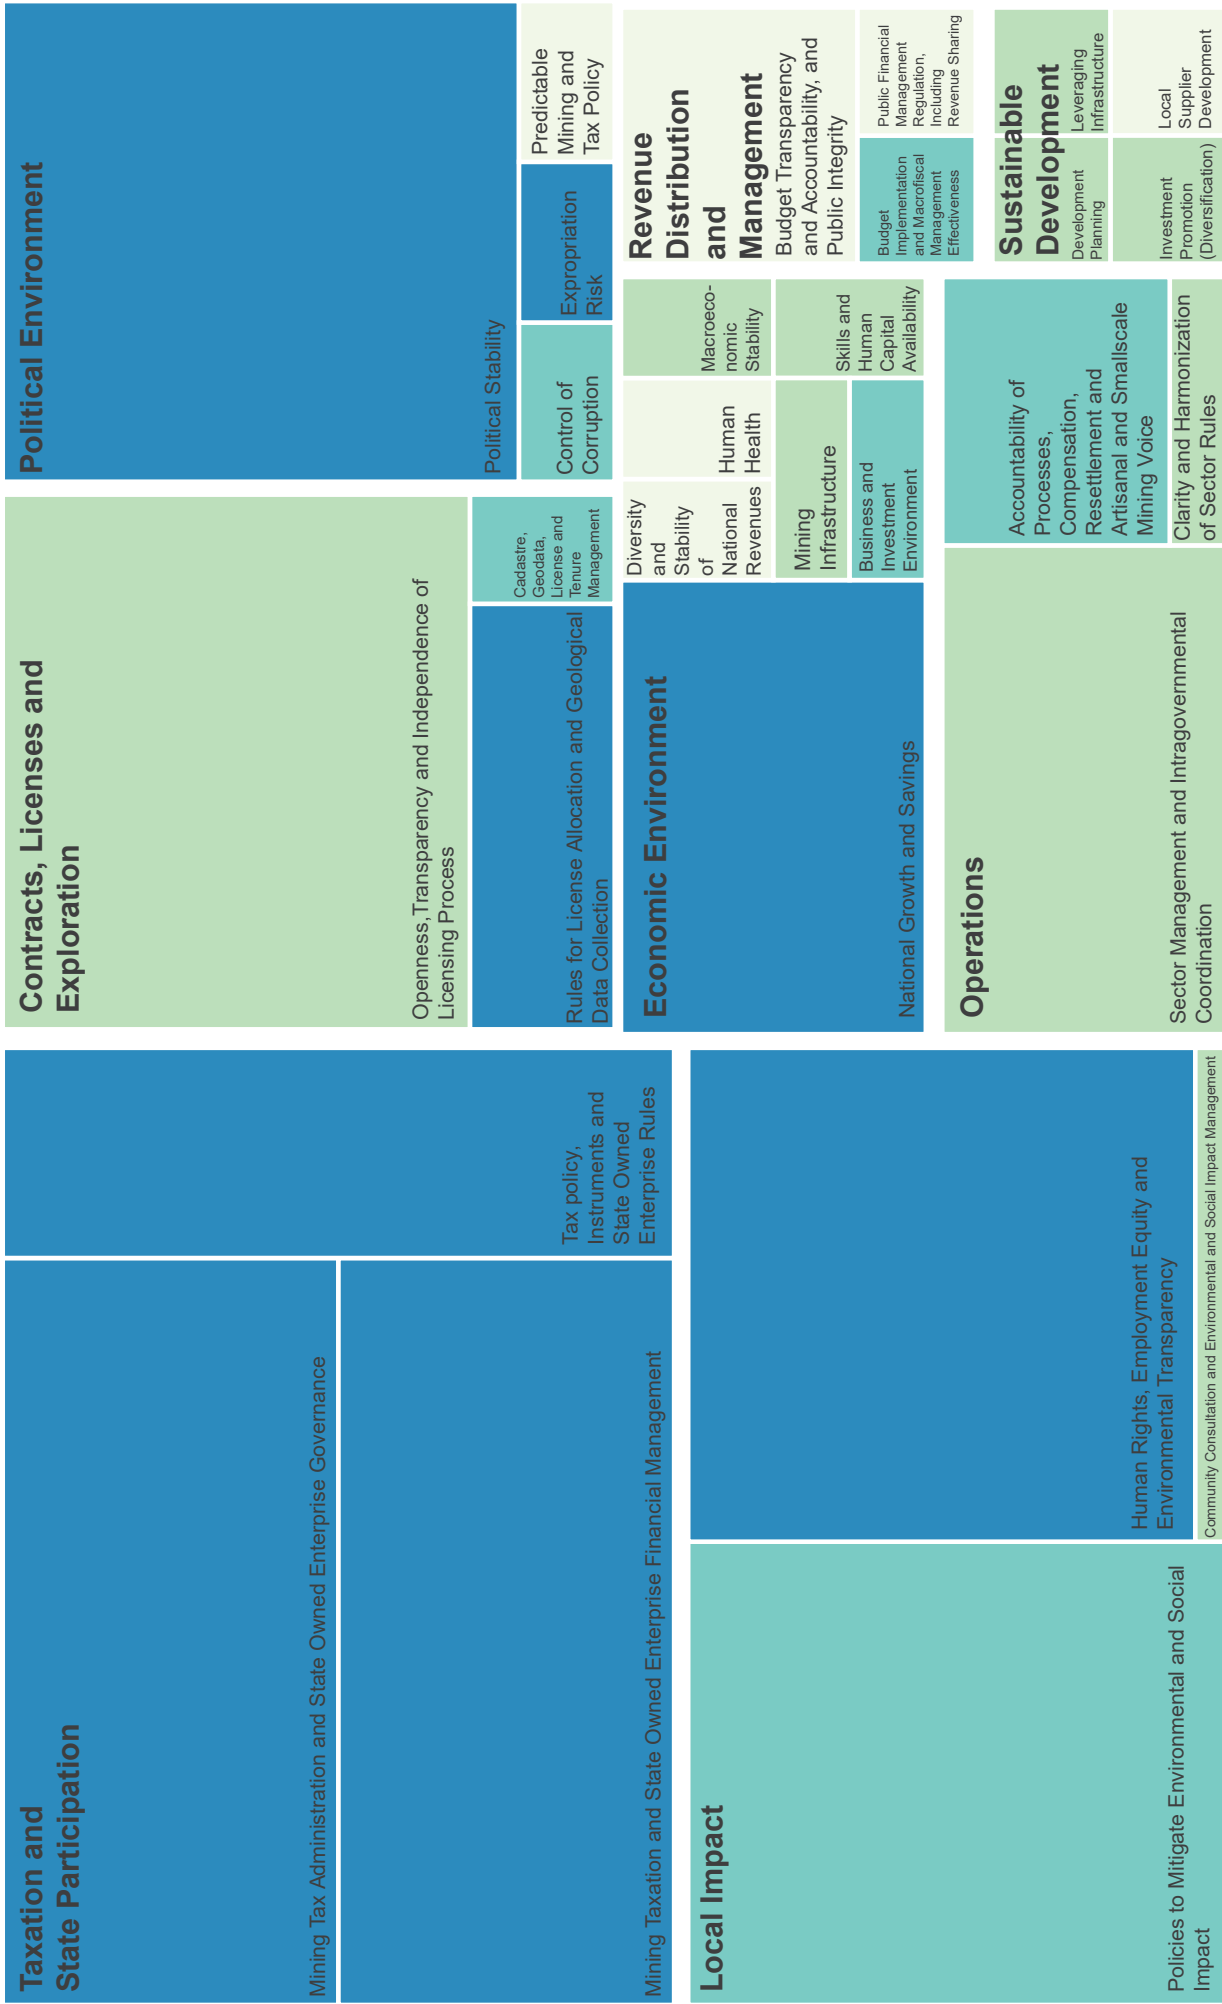 Taxation and
State Participation
Mining Tax Administration and State Owned Enterprise Governance
Mining Taxation and State Owned Enterprise Financial Management
Tax policy,
Instruments and
State Owned
Enterprise Rules
Local Impact
Policies to Mitigate Environmental and Social
Impact
Human Rights, Employment Equity and
Environmental Transparency
Community Consultation and Environmental and Social Impact Management
Contracts, Licenses and
Exploration
Openness,Transparency and Independence of
Licensing Process
Rules for License Allocation and Geological
Data Collection
Cadastre,
Geodata,
License and
Tenure
Management
Political Environment
Political Stability
Control of
Corruption
Expropriation
Risk
Predictable
Mining and
Tax Policy
Economic Environment
National Growth and Savings
Diversity
and
Stability
of
National
Revenues
Human
Health
Macroeco-
nomic
Stability
Mining
Infrastructure
Business and
Investment
Environment
Skills and
Human
Capital
Availability
Revenue
Distribution
and
Management
Budget Transparency
and Accountability, and
Public Integrity
Budget
Implementation
and Macrofiscal
Management
Effectiveness
Public Financial
Management
Regulation,
Including
Revenue Sharing
Operations
Sector Management and Intragovernmental
Coordination
Accountability of
Processes,
Compensation,
Resettlement and
Artisanal and Smallscale
Mining Voice
Clarity and Harmonization
of Sector Rules
Sustainable
Development
Development
Planning
Leveraging
Infrastructure
Investment
Promotion
(Diversification)
Local
Supplier
Development